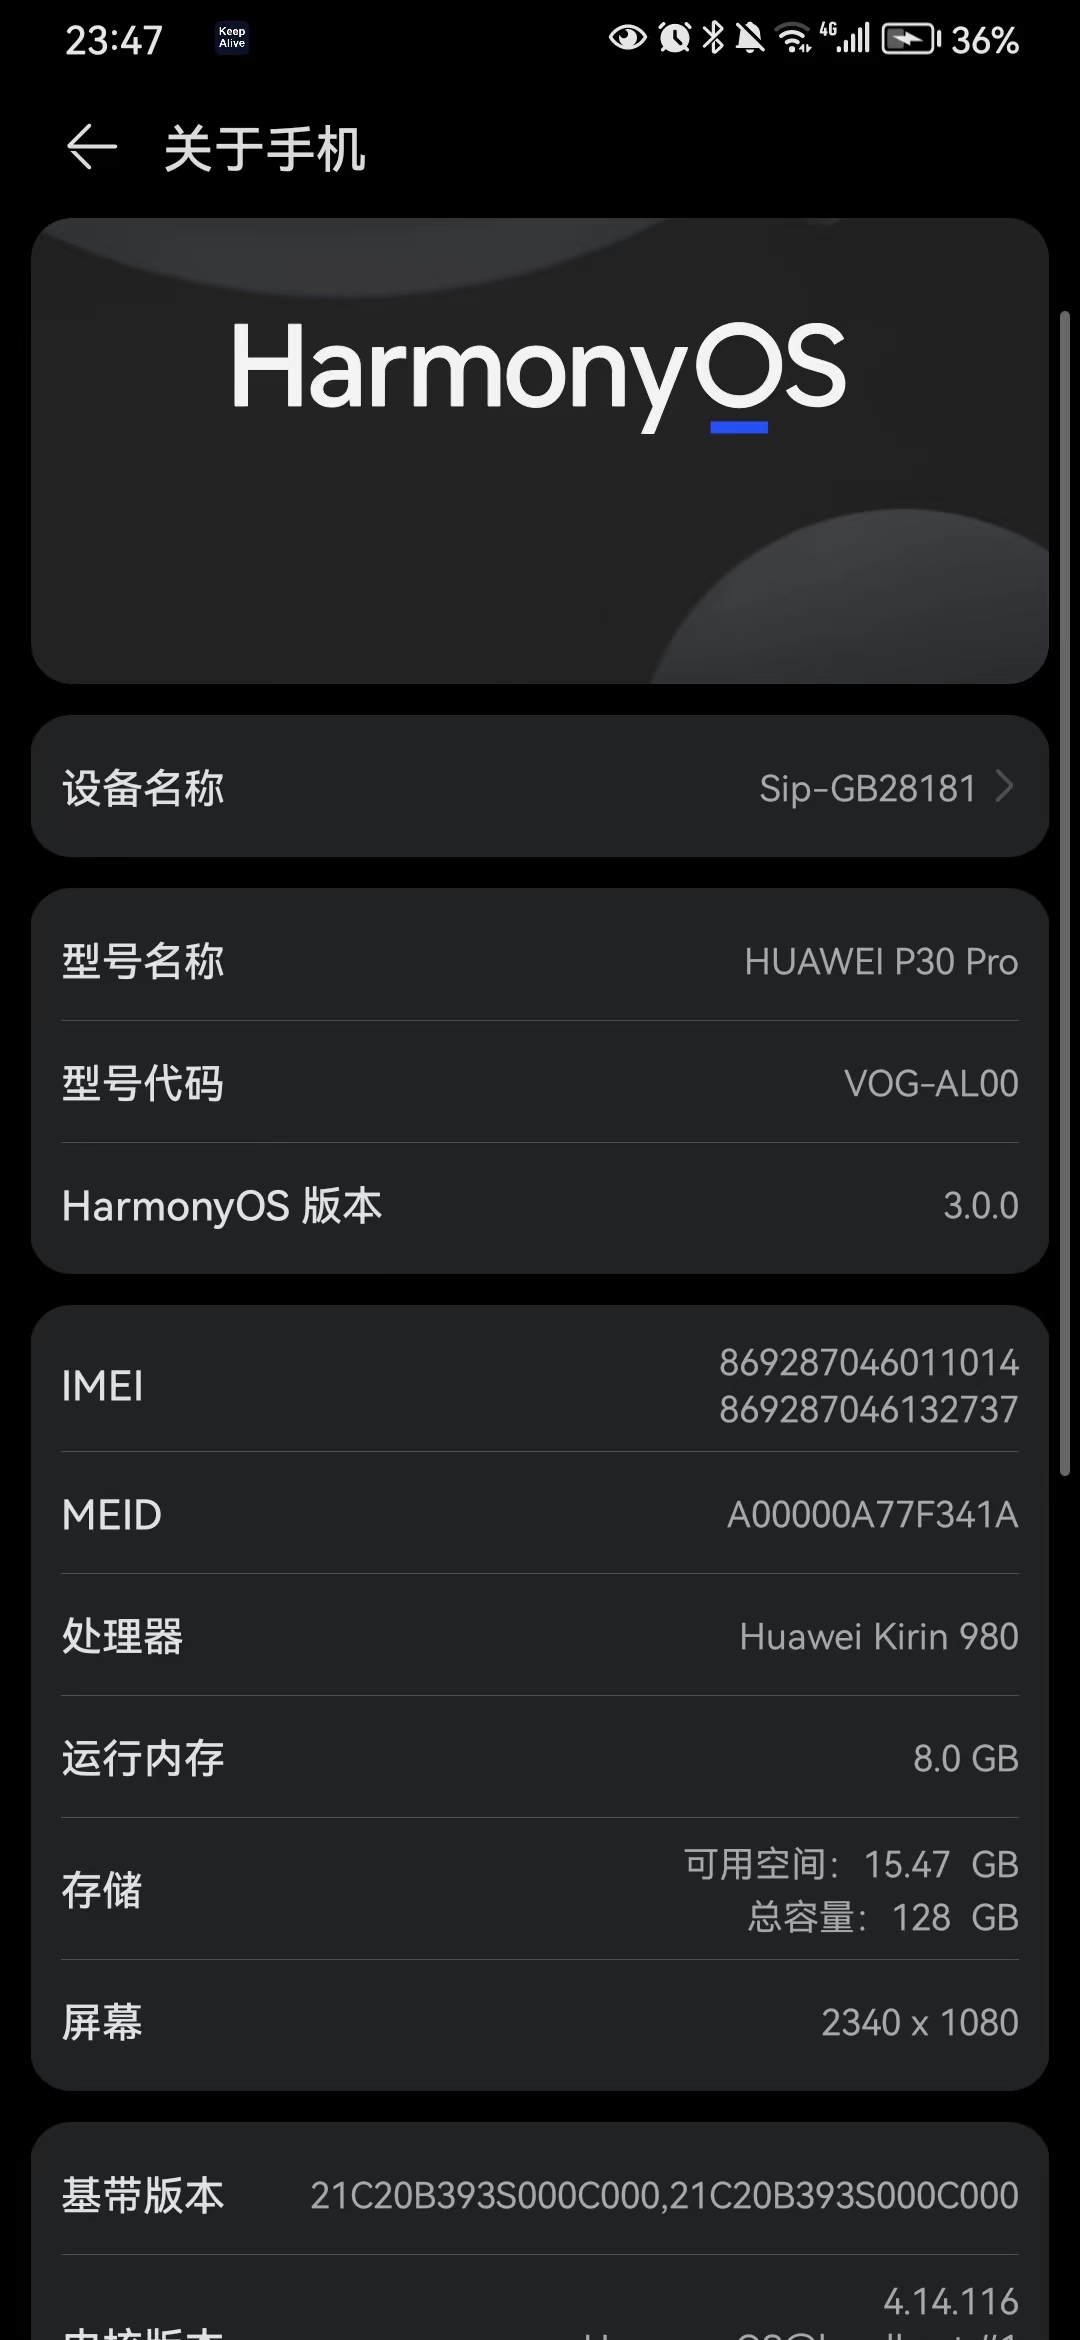 23:47
Keep
Alive
4G
36%
关于手机
HarmonyOS
设备名称
Sip-GB28181
型号名称
HUAWEI P30 Pro
型号代码
VOG-AL00
HarmonyOS 版本
3.0.0
IMEI
869287046011014
869287046132737
MEID
A00000A77F341A
处理器
Huawei Kirin 980
运行内存
8.0 GB
存储
可用空间： 15.47 GB
总容量： 128 GB
屏幕
2340 x 1080
基带版本
21C20B393S000C000,21C20B393S000C000
4.14.116